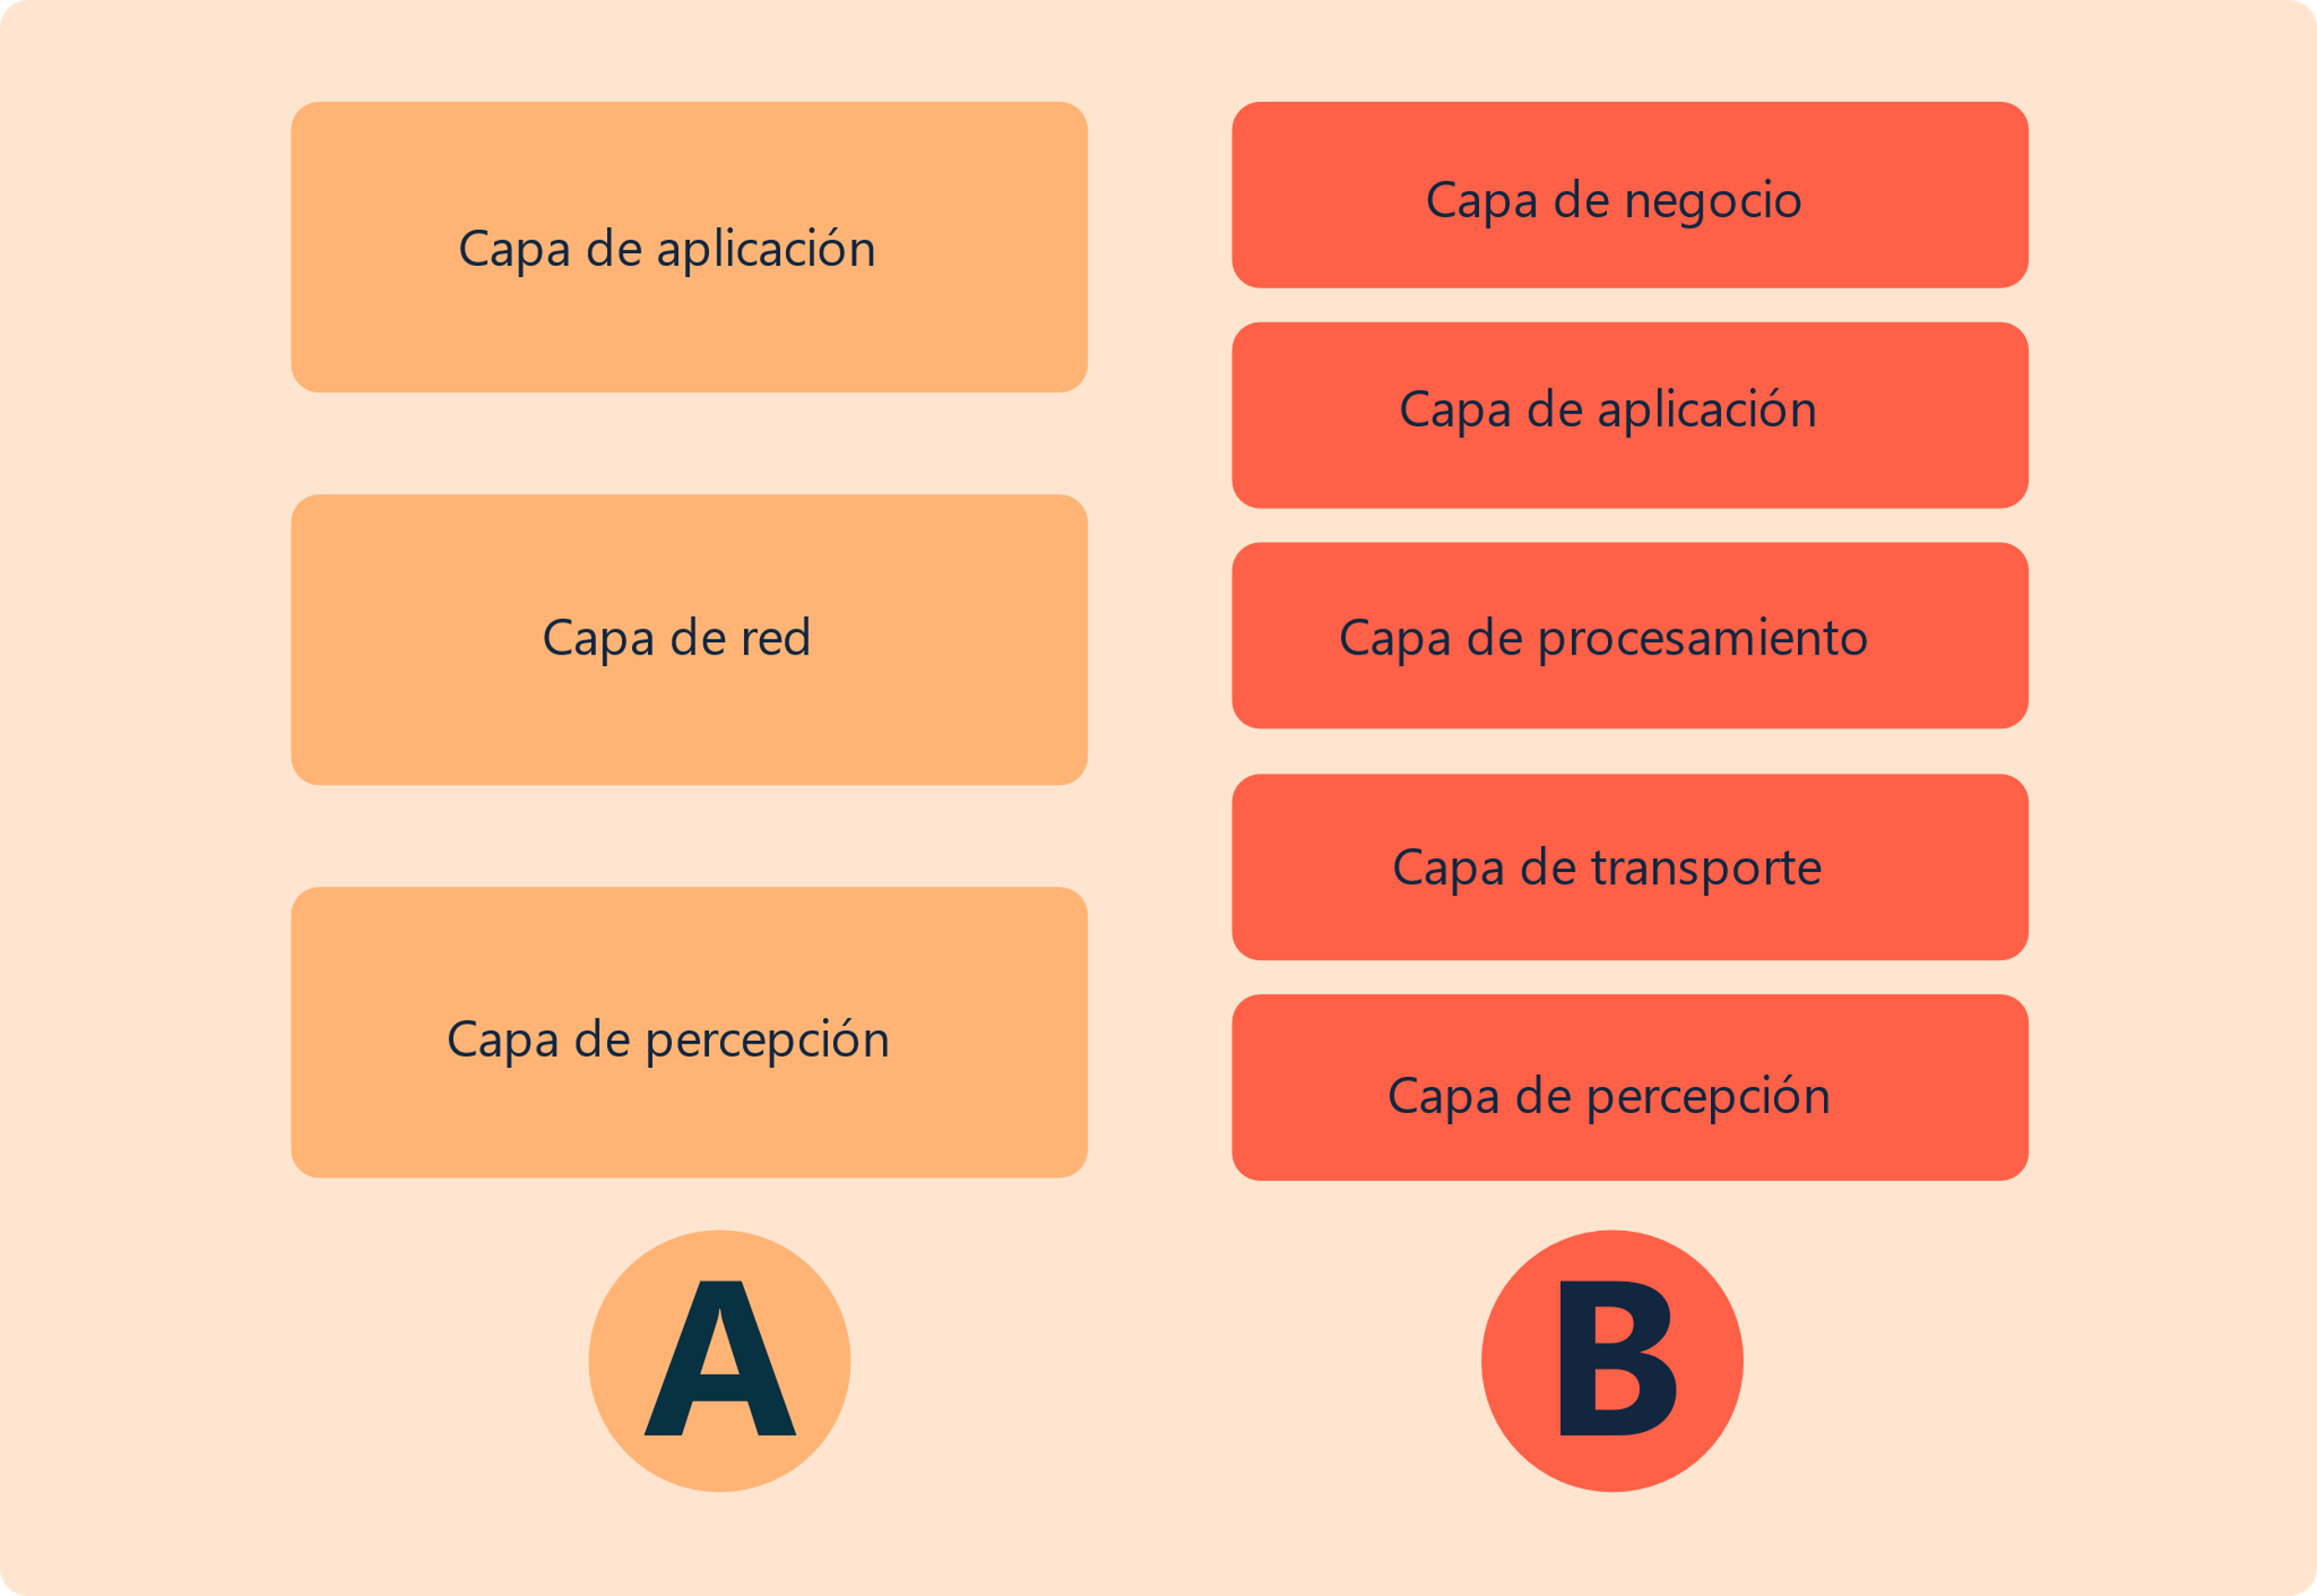 Capa de aplicación
Capa de red
Capa de percepción
A
Capa de negocio
Capa de aplicación
Capa de procesamiento
Capa de transporte
Capa de percepción
B